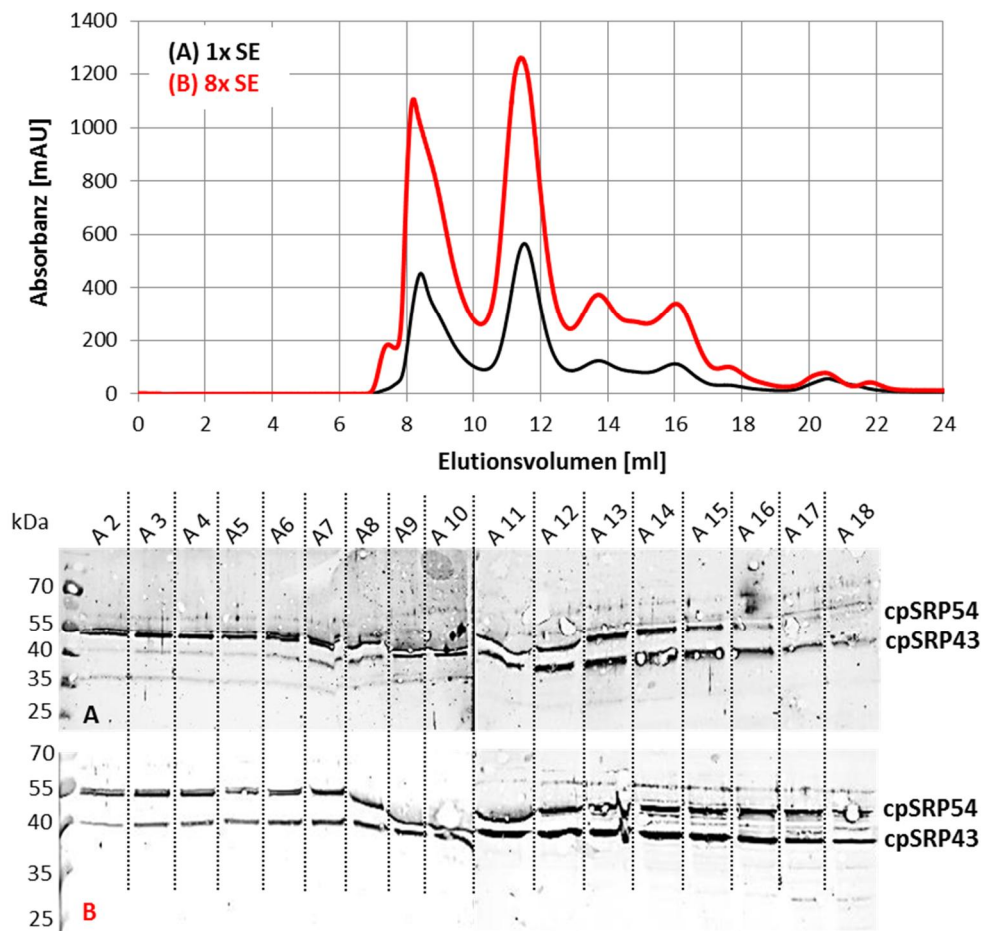 1400
1200
1000
800
600
400
200
0
Absorbanz [mAU]
(A) 1x SE
(B) 8x SE
0 2 4 6 8 10 12 14 16 18 20 22 24
Elutionsvolumen [ml]
kDa
A 2 A 3 A 4 A5 A6 A7 A8 A9 A 10 A 11 A 12 A 13 A 14 A 15 A 16 A 17 A 18
70
55
40
35
25
A
cpSRP54
cpSRP43
70
55
40
35
25
B
cpSRP54
cpSRP43